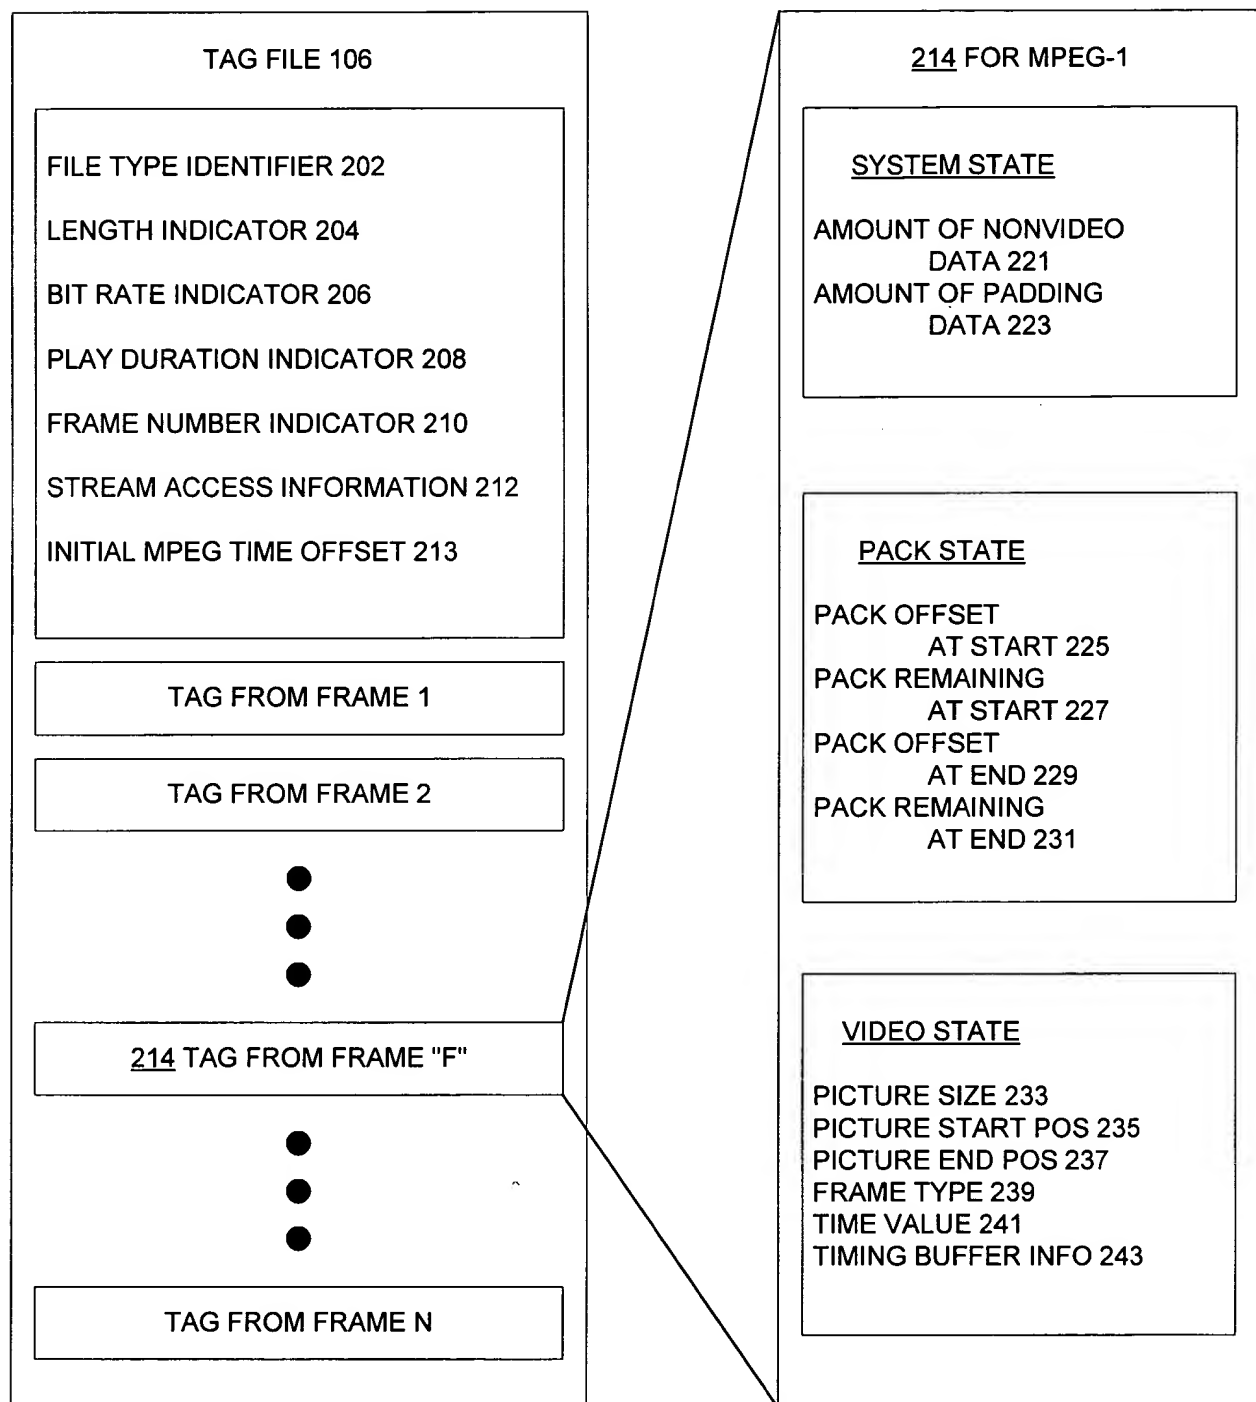 TAG FILE 106
FILE TYPE IDENTIFIER 202
LENGTH INDICATOR 204
BIT RATE INDICATOR 206
PLAY DURATION INDICATOR 208
FRAME NUMBER INDICATOR 210
STREAM ACCESS INFORMATION 212
INITIAL MPEG TIME OFFSET 213
TAG FROM FRAME 1
TAG FROM FRAME 2
214 TAG FROM FRAME "F"
TAG FROM FRAME N
214 FOR MPEG-1
SYSTEM STATE
AMOUNT OF NONVIDEO
DATA 221
AMOUNT OF PADDING
DATA 223
PACK STATE
PACK OFFSET
AT START 225
PACK REMAINING
AT START 227
PACK OFFSET
AT END 229
PACK REMAINING
AT END 231
VIDEO STATE
PICTURE SIZE 233
PICTURE START POS 235
PICTURE END POS 237
FRAME TYPE 239
TIME VALUE 241
TIMING BUFFER INFO 243